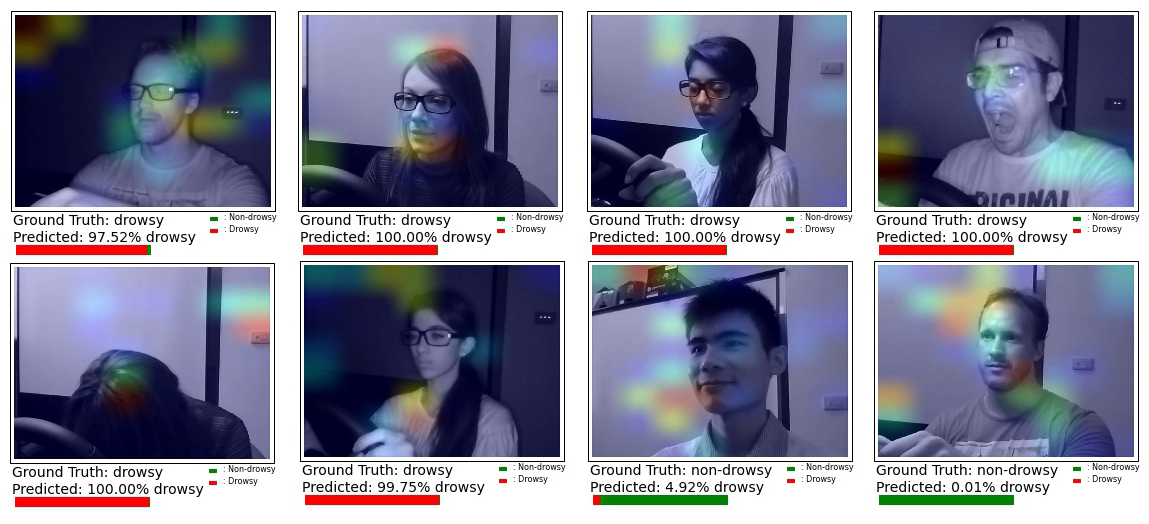 Ground Truth: drowsy
: Non-drowsy
: Drowsy
Predicted: 97.52% drowsy
Ground Truth: drowsy
: Non-drowsy
: Drowsy
Predicted: 100.00% drowsy
Ground Truth: drowsy
: Non-drowsy
: Drowsy
Predicted: 100.00% drowsy
ORIGINAL
Ground Truth: drowsy
: Non-drowsy
: Drowsy
Predicted: 100.00% drowsy
Ground Truth: drowsy
: Non-drowsy
: Drowsy
Predicted: 100.00% drowsy
Ground Truth: drowsy
: Non-drowsy
: Drowsy
Predicted: 99.75% drowsy
Ground Truth: non-drowsy
: Non-drowsy
: Drowsy
Predicted: 4.92% drowsy
Ground Truth: non-drowsy
: Non-drowsy
: Drowsy
Predicted: 0.01% drowsy